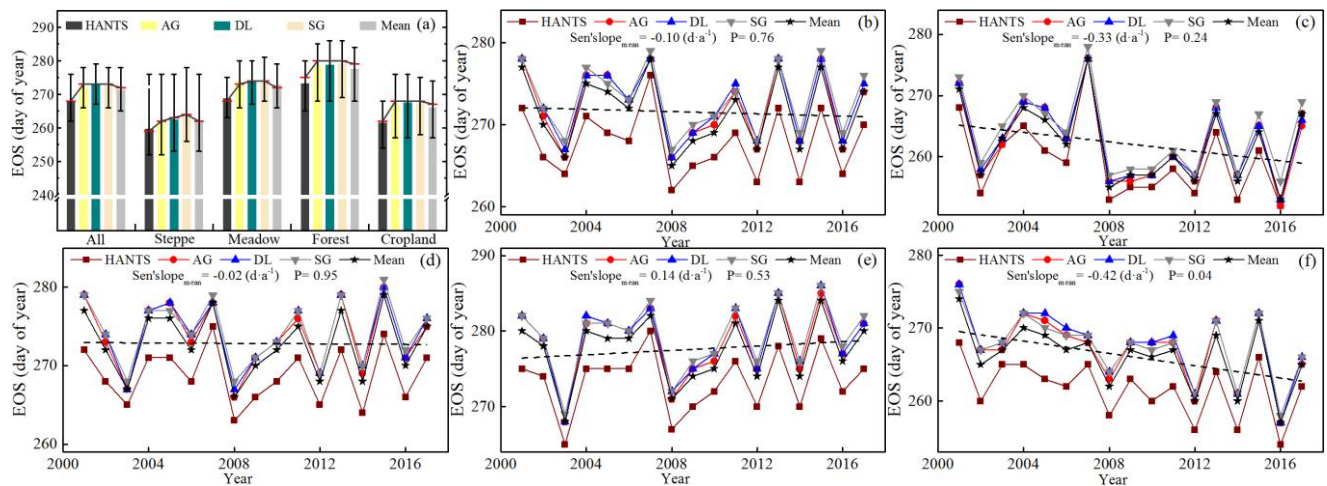 HANTS AG DL SG Mean (a)
EOS (day of year)
290
280
270
260
250
240
All Steppe Meadow Forest Cropland
HANTS AG DL SG Mean (b)
Sen'slope mean = -0.10 (d·a⁻¹) P= 0.76
EOS (day of year)
280
270
260
2000 2004 2008 2012 2016
Year
HANTS AG DL SG Mean (c)
Sen'slope mean = -0.33 (d·a⁻¹) P= 0.24
EOS (day of year)
280
270
260
2000 2004 2008 2012 2016
Year
(d) HANTS AG DL SG Mean
Sen'slope mean = -0.02 (d·a⁻¹) P= 0.95
EOS (day of year)
280
270
260
2000 2004 2008 2012 2016
Year
HANTS AG DL SG Mean (e)
Sen'slope mean = 0.14 (d·a⁻¹) P= 0.53
EOS (day of year)
290
280
270
2000 2004 2008 2012 2016
Year
HANTS AG DL SG Mean (f)
Sen'slope mean = -0.42 (d·a⁻¹) P= 0.04
EOS (day of year)
280
270
260
2000 2004 2008 2012 2016
Year